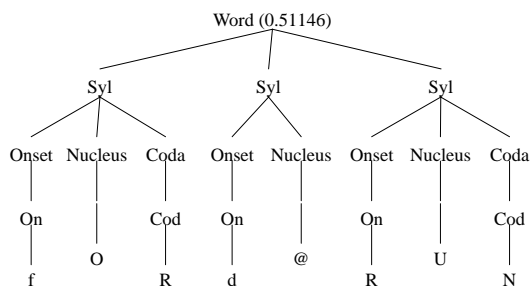 Word (0.51146)
Syl Syl Syl
Onset Nucleus Coda Onset Nucleus Onset Nucleus Coda
On Cod On On Cod
O @ U
f R d R N